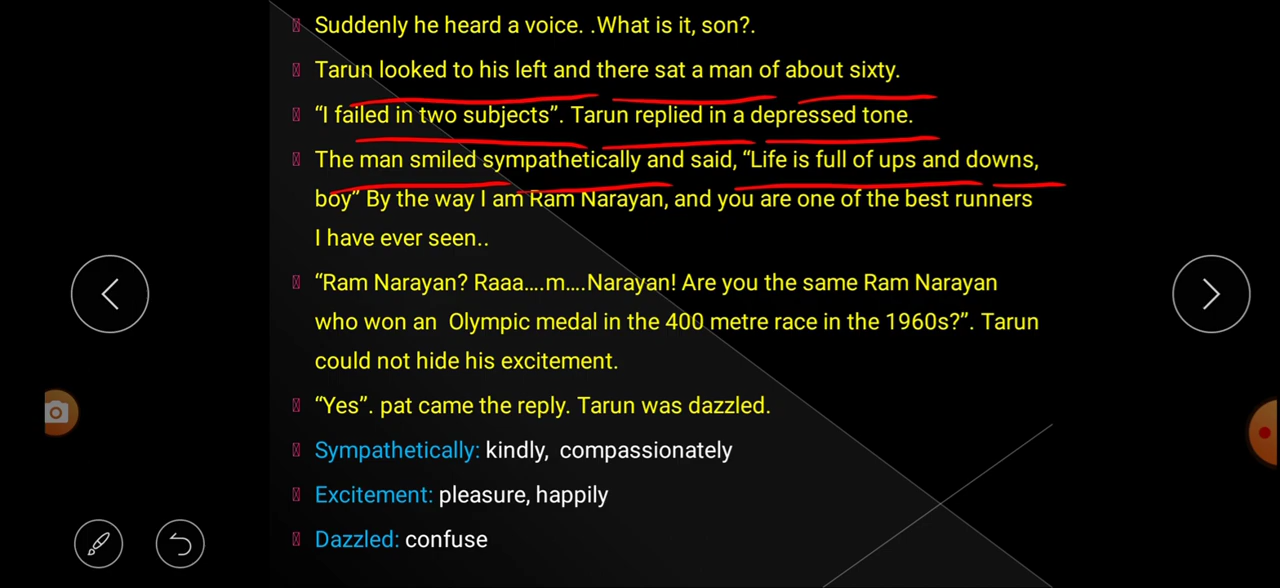 Suddenly he heard a voice. .What is it, son?.
Tarun looked to his left and there sat a man of about sixty.
“I failed in two subjects”. Tarun replied in a depressed tone.
The man smiled sympathetically and said, “Life is full of ups and downs,
boy” By the way I am Ram Narayan, and you are one of the best runners
I have ever seen..
“Ram Narayan? Raaa....m....Narayan! Are you the same Ram Narayan
who won an Olympic medal in the 400 metre race in the 1960s?”. Tarun
could not hide his excitement.
“Yes”. pat came the reply. Tarun was dazzled.
Sympathetically: kindly, compassionately
Excitement: pleasure, happily
Dazzled: confuse